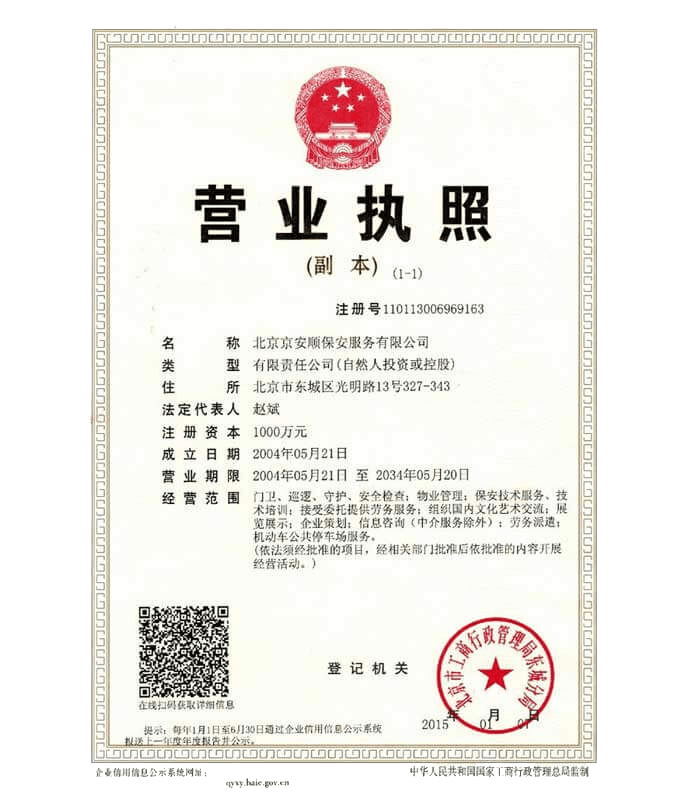 营业执照
(副 本) (1-1)
注册号110113006969163
名称 北京京安顺保安服务有限公司
类型 有限责任公司(自然人投资或控股)
住所 北京市东城区光明路13号327-343
法定代表人 赵斌
注册资本 1000万元
成立日期 2004年05月21日
营业期限 2004年05月21日 至 2034年05月20日
经营范围 门卫、巡逻、守护、安全检查；物业管理；保安技术服务、技
术培训；接受委托提供劳务服务；组织国内文化艺术交流；展
览展示；企业策划；信息咨询（中介服务除外）；劳务派遣；
机动车公共停车场服务。
(依法须经批准的项目，经相关部门批准后依批准的内容开展
经营活动。)
在线扫码获取详细信息
登记机关
北京市工商行政管理局东城分局
2015年 01月 07日
提示：每年1月1日至6月30日通过企业信用信息公示系统
报送上一年度年度报告并公示。
企业信用信息公示系统网址：
qyxy.baic.gov.cn
中华人民共和国国家工商行政管理总局监制